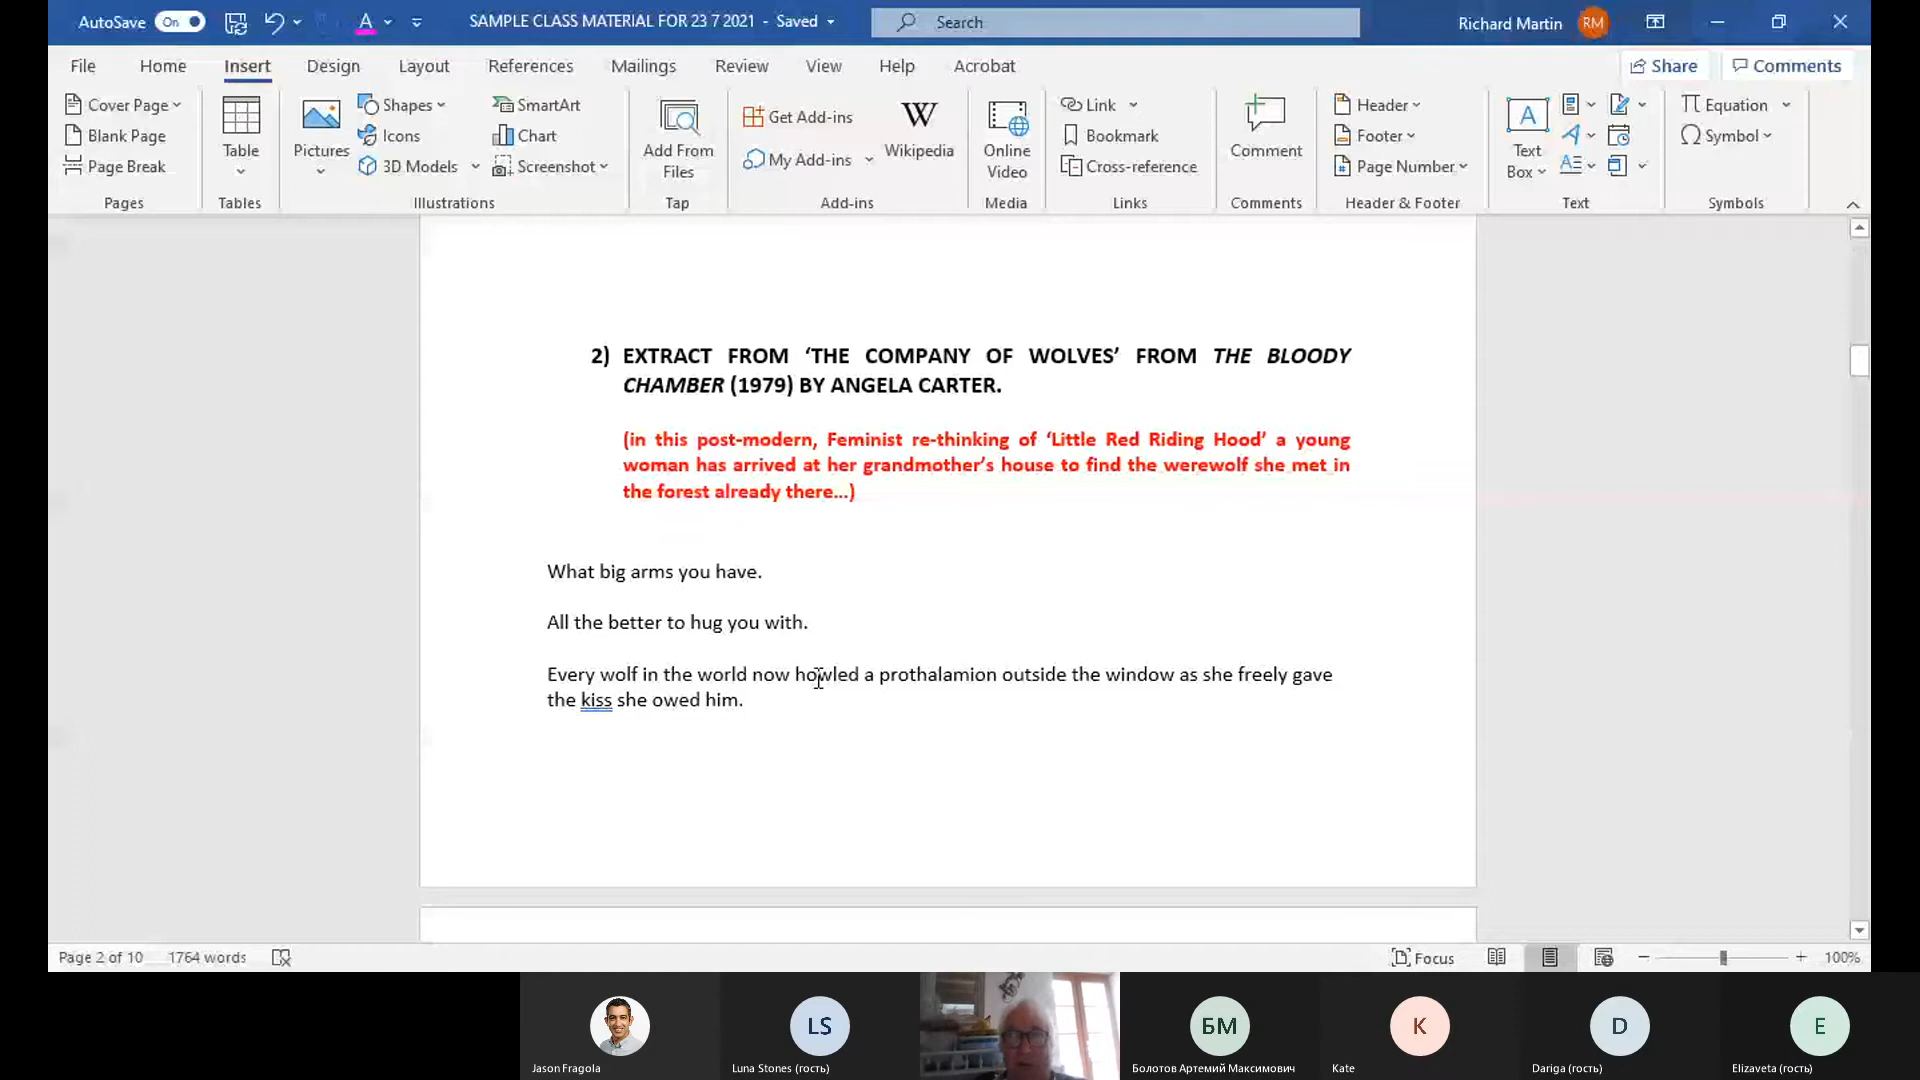 AutoSave On A SAMPLE CLASS MATERIAL FOR 23 7 2021 - Saved Search Richard Martin RM
File Home Insert Design Layout References Mailings Review View Help Acrobat Share Comments
Cover Page
Blank Page
Page Break
Pages
Table
Tables
Pictures
Shapes
Icons
3D Models
SmartArt
Chart
Screenshot
Illustrations
Add From
Files
Tap
Get Add-ins
My Add-ins
W
Wikipedia
Add-ins
Online
Video
Media
Link
Bookmark
Cross-reference
Links
Comment
Comments
Header
Footer
Page Number
Header & Footer
A
Text
Box
Text
Equation
Symbol
Symbols
2) EXTRACT FROM ‘THE COMPANY OF WOLVES’ FROM THE BLOODY
CHAMBER (1979) BY ANGELA CARTER.
(in this post-modern, Feminist re-thinking of ‘Little Red Riding Hood’ a young
woman has arrived at her grandmother’s house to find the werewolf she met in
the forest already there...)
What big arms you have.
All the better to hug you with.
Every wolf in the world now howled a prothalamion outside the window as she freely gave
the kiss she owed him.
Page 2 of 10 1764 words Focus 100%
LS БМ K D E
Jason Fragola Luna Stones (гость) Болотов Артемий Максимович Kate Dariga (гость) Elizaveta (гость)